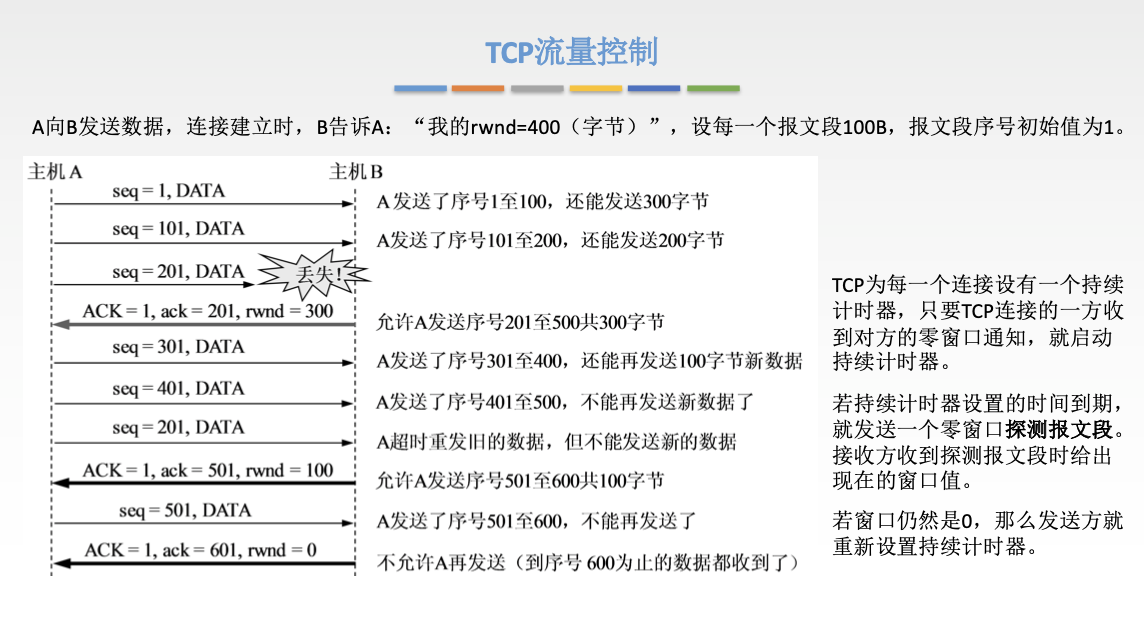 TCP流量控制
A向B发送数据，连接建立时，B告诉A：“我的rwnd=400（字节）”，设每一个报文段100B，报文段序号初始值为1。
主机 A 主机 B
seq = 1, DATA
A 发送了序号1至100，还能发送300字节
seq = 101, DATA
A发送了序号101至200，还能发送200字节
seq = 201, DATA 丢失!
ACK = 1, ack = 201, rwnd = 300
允许A发送序号201至500共300字节
seq = 301, DATA
A发送了序号301至400，还能再发送100字节新数据
seq = 401, DATA
A发送了序号401至500，不能再发送新数据了
seq = 201, DATA
A超时重发旧的数据，但不能发送新的数据
ACK = 1, ack = 501, rwnd = 100
允许A发送序号501至600共100字节
seq = 501, DATA
A发送了序号501至600，不能再发送了
ACK = 1, ack = 601, rwnd = 0
不允许A再发送（到序号 600为止的数据都收到了）
TCP为每一个连接设有一个持续
计时器，只要TCP连接的一方收
到对方的零窗口通知，就启动
持续计时器。
若持续计时器设置的时间到期，
就发送一个零窗口探测报文段。
接收方收到探测报文段时给出
现在的窗口值。
若窗口仍然是0，那么发送方就
重新设置持续计时器。